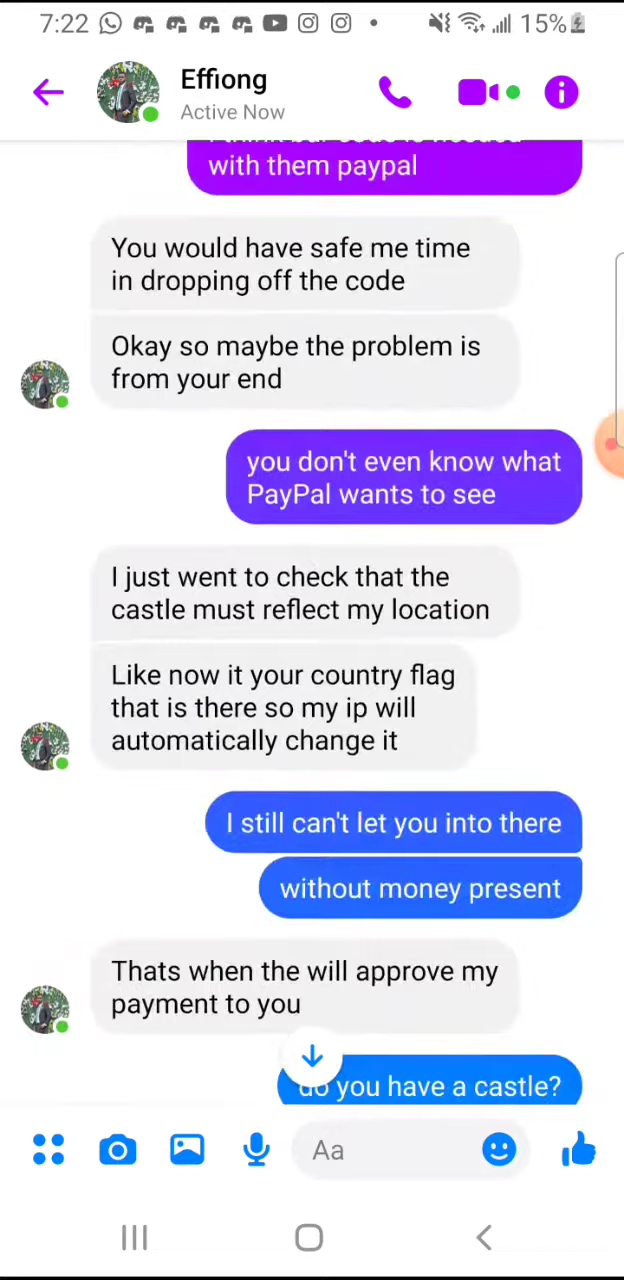 7:22
15%
Effiong
Active Now
with them paypal
You would have safe me time
in dropping off the code
Okay so maybe the problem is
from your end
you don't even know what
PayPal wants to see
I just went to check that the
castle must reflect my location
Like now it your country flag
that is there so my ip will
automatically change it
I still can't let you into there
without money present
Thats when the will approve my
payment to you
do you have a castle?
Aa